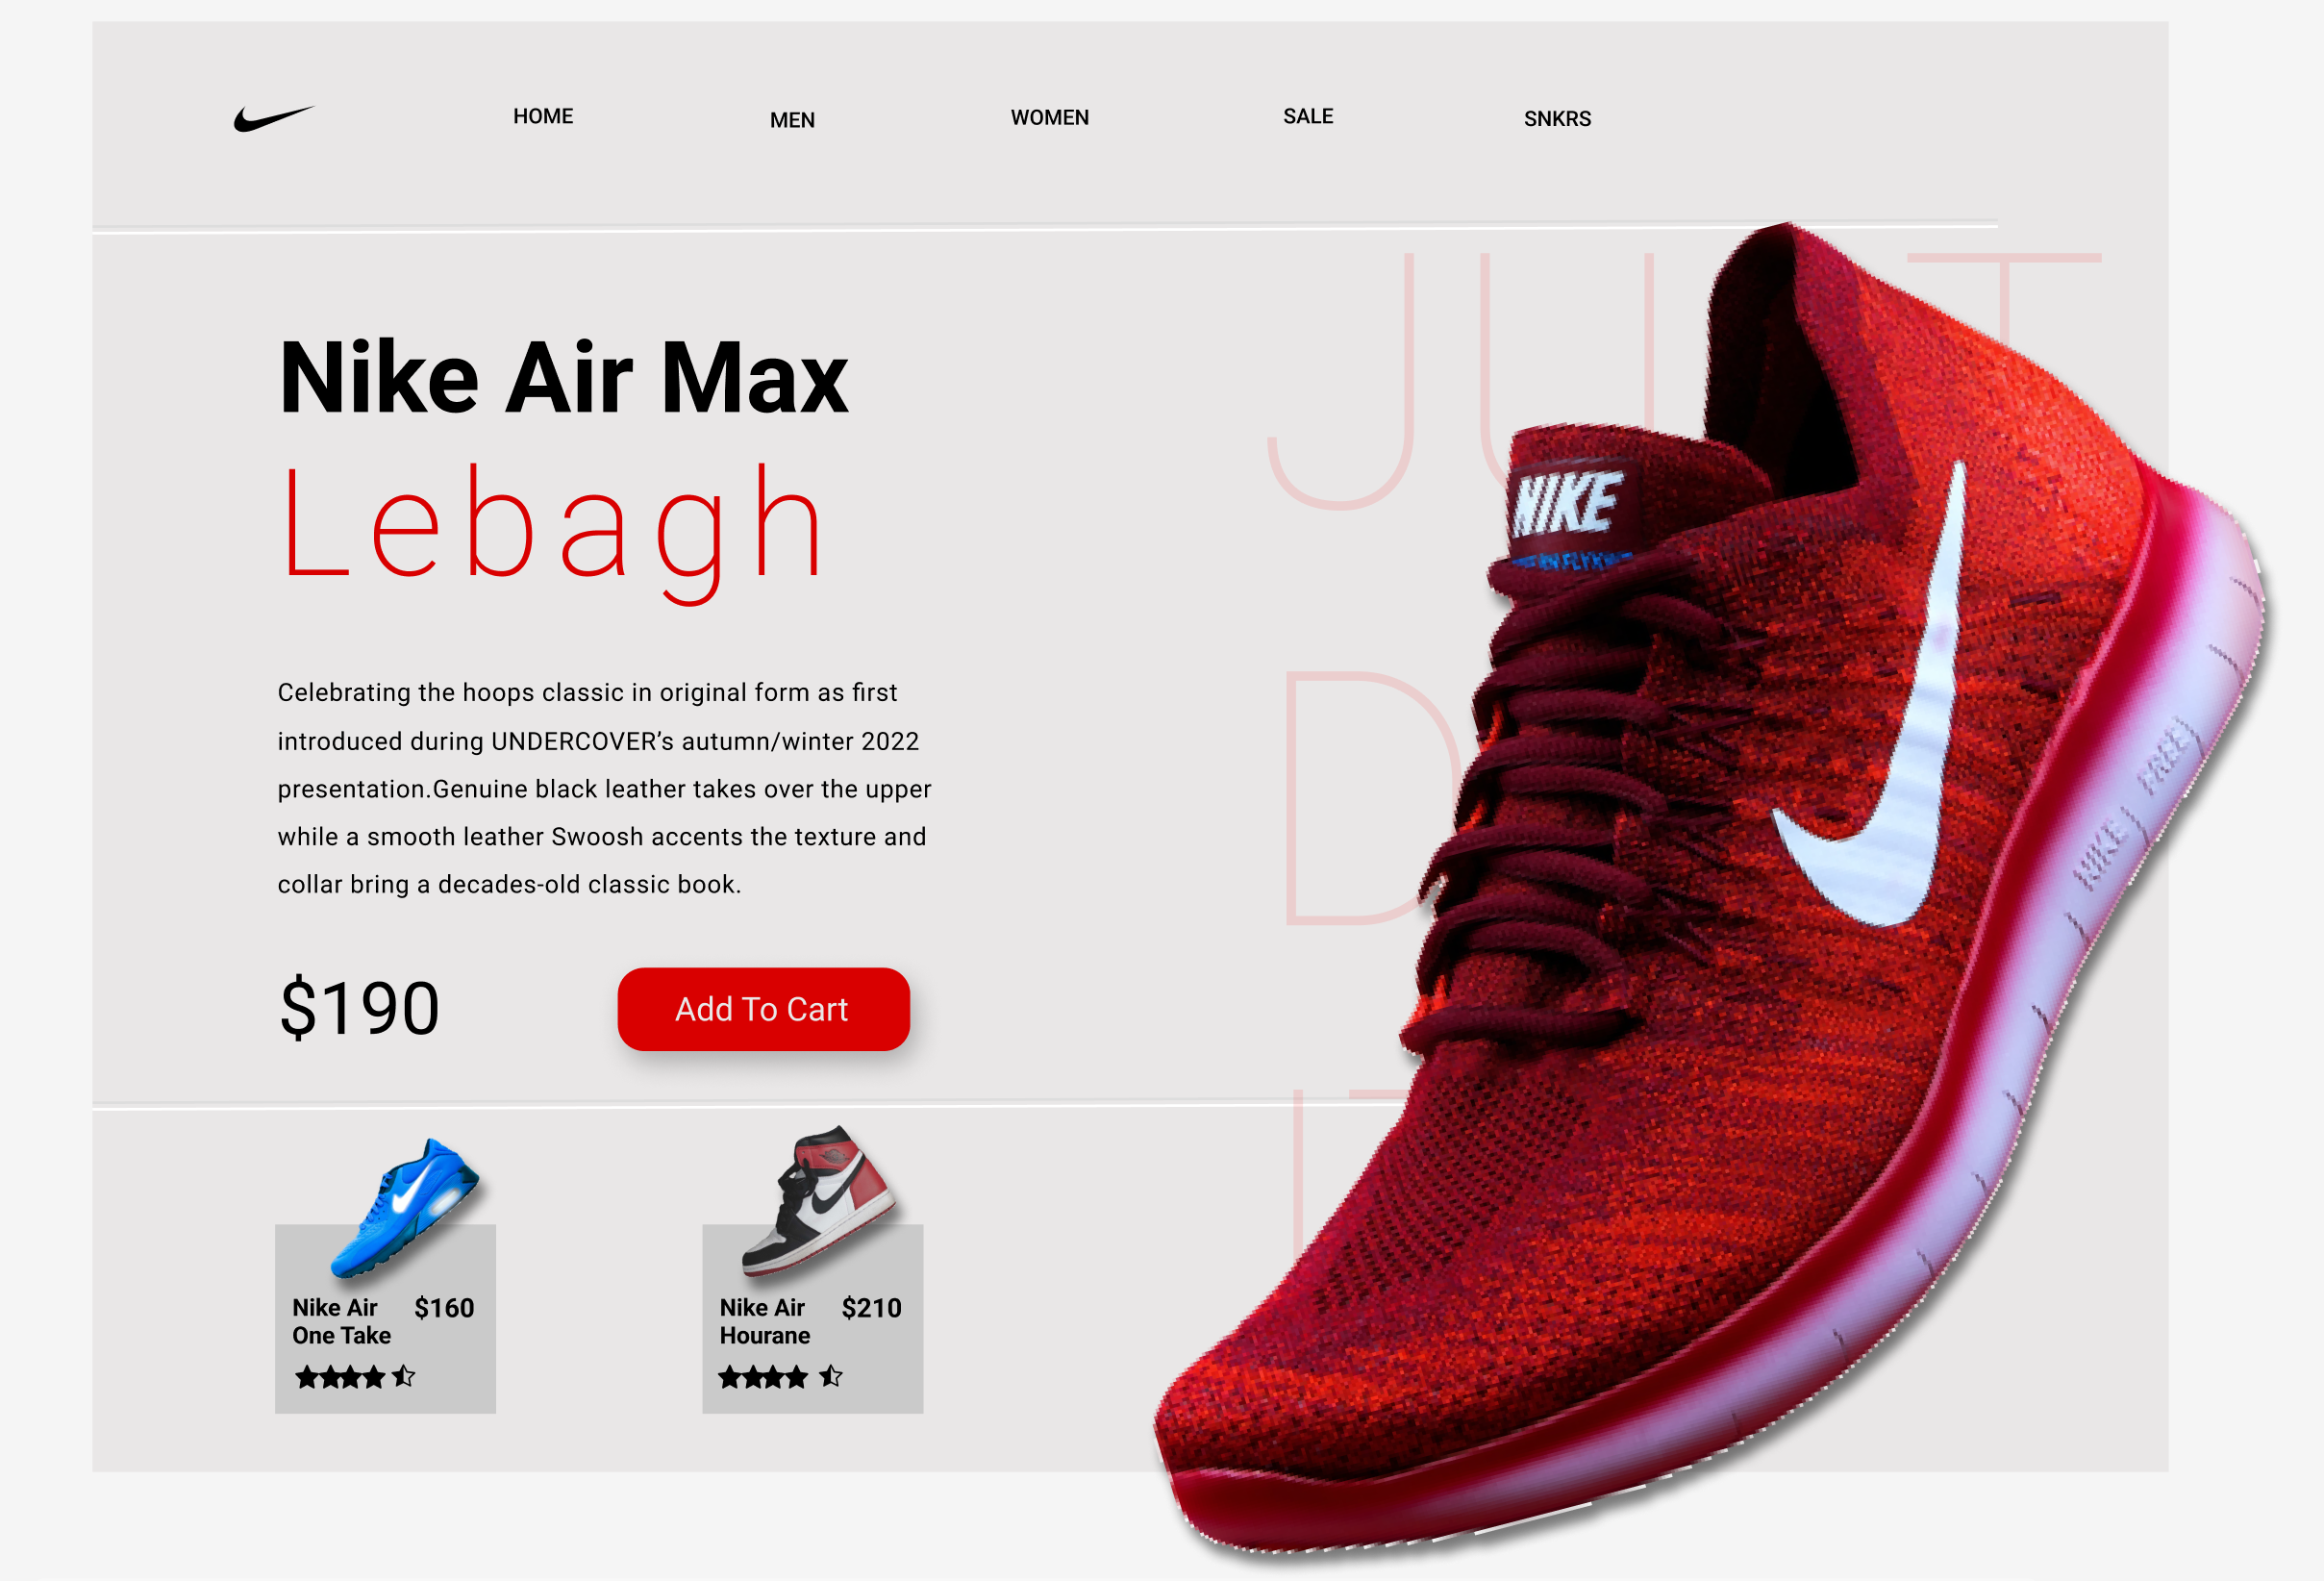 HOME MEN WOMEN SALE SNKRS
JUT
Nike Air Max
Lebagh
NIKE
Celebrating the hoops classic in original form as first
introduced during UNDERCOVER’s autumn/winter 2022
presentation.Genuine black leather takes over the upper
while a smooth leather Swoosh accents the texture and
collar bring a decades-old classic book.
D
NIKE FREE
$190
Add To Cart
Nike Air $160
One Take
Nike Air $210
Hourane